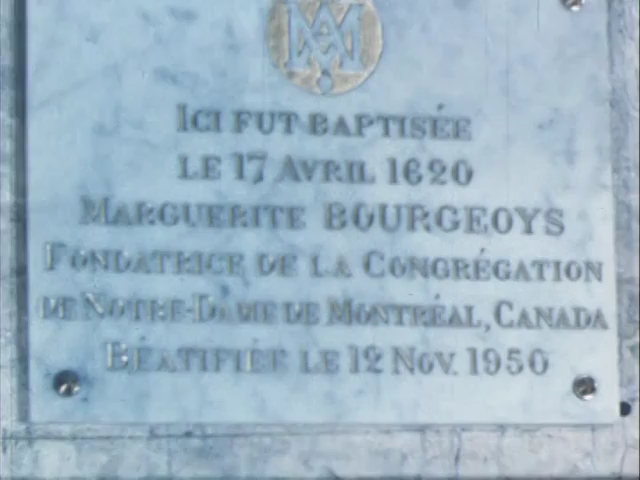 ICI FUT BAPTISÉE
LE 17 AVRIL 1620
MARGUERITE BOURGEOYS
FONDATRICE DE LA CONGRÉGATION
DE NOTRE-DAME DE MONTRÉAL, CANADA
BÉATIFIÉE LE 12 NOV. 1950